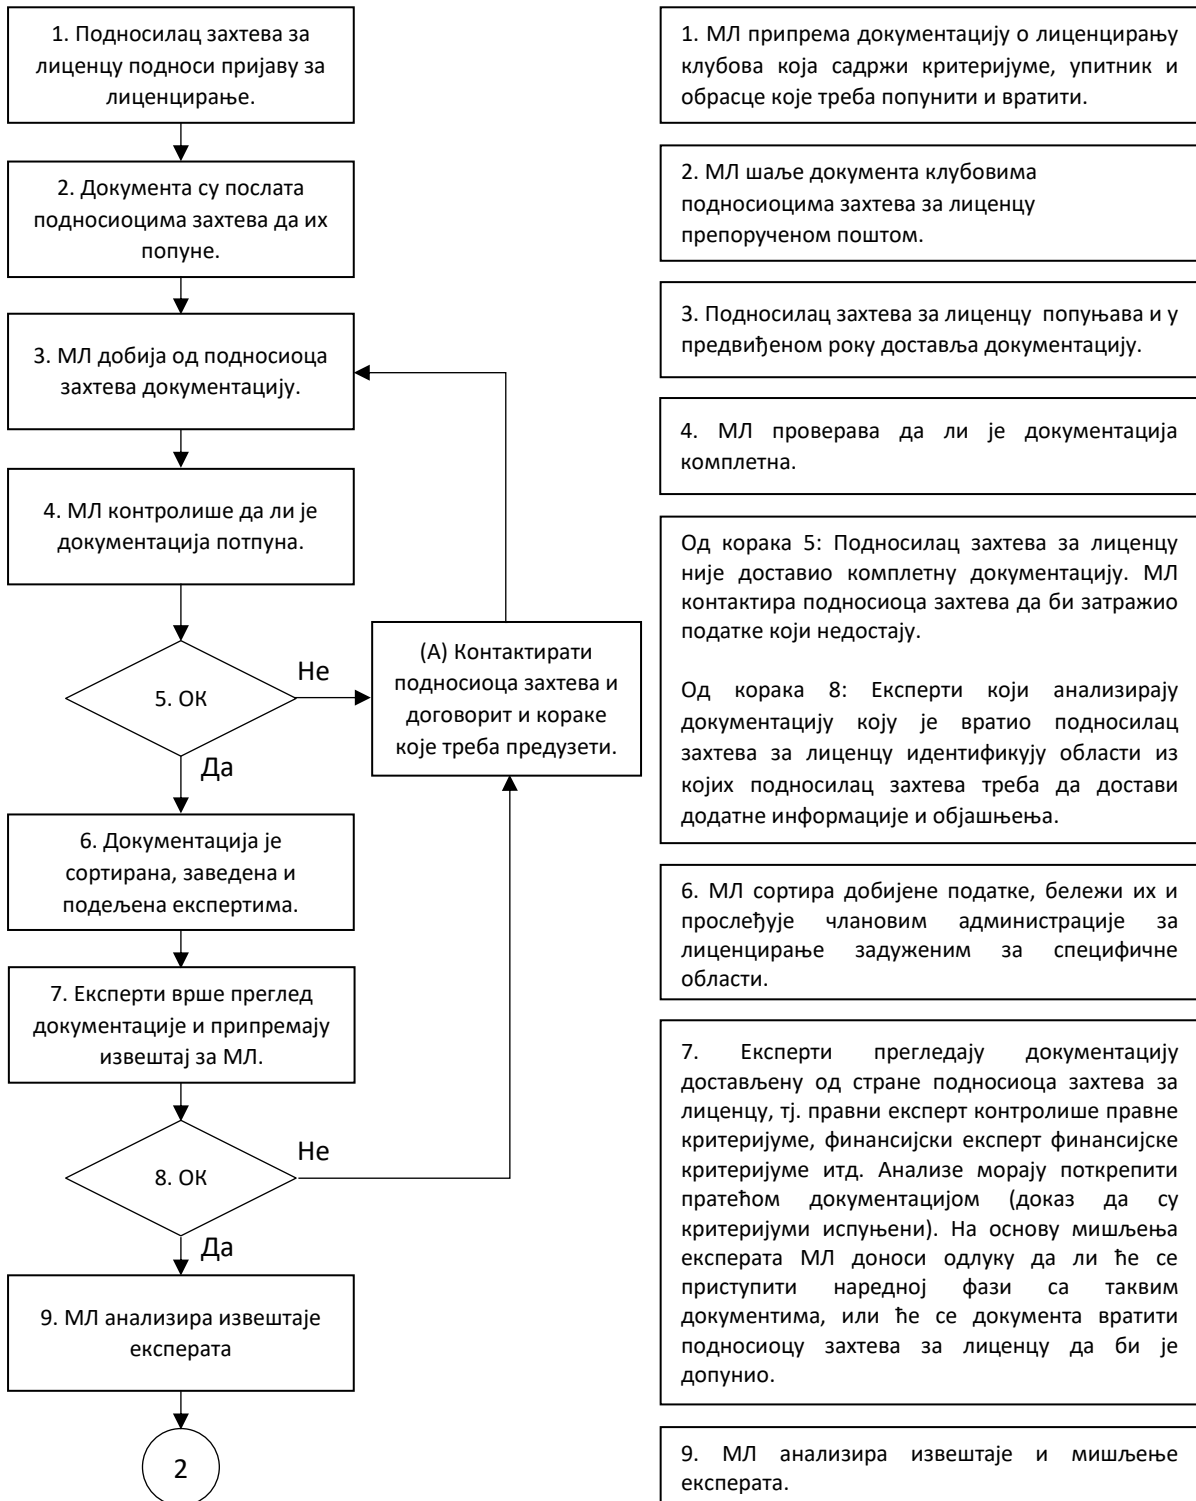 1. Подносилац захтева за
лиценцу подноси пријаву за
лиценцирање.
2. Документа су послата
подносиоцима захтева да их
попуне.
3. МЛ добија од подносиоца
захтева документацију.
4. МЛ контролише да ли је
документација потпуна.
5. ОК
Не
Да
(А) Контактирати
подносиоца захтева и
договорит и кораке
које треба предузети.
6. Документација је
сортирана, заведена и
подељена експертима.
7. Експерти врше преглед
документације и припремају
извештај за МЛ.
8. ОК
Не
Да
9. МЛ анализира извештаје
експерата
2
1. МЛ припрема документацију о лиценцирању
клубова која садржи критеријуме, упитник и
обрасце које треба попунити и вратити.
2. МЛ шаље документа клубовима
подносиоцима захтева за лиценцу
препорученом поштом.
3. Подносилац захтева за лиценцу попуњава и у
предвиђеном року доставља документацију.
4. МЛ проверава да ли је документација
комплетна.
Од корака 5: Подносилац захтева за лиценцу
није доставио комплетну документацију. МЛ
контактира подносиоца захтева да би затражио
податке који недостају.
Од корака 8: Експерти који анализирају
документацију коју је вратио подносилац
захтева за лиценцу идентификују области из
којих подносилац захтева треба да достави
додатне информације и објашњења.
6. МЛ сортира добијене податке, бележи их и
прослеђује члановим администрације за
лиценцирање задуженим за специфичне
области.
7. Експерти прегледају документацију
достављену од стране подносиоца захтева за
лиценцу, тј. правни експерт контролише правне
критеријуме, финансијски експерт финансијске
критеријуме итд. Анализе морају поткрепити
пратећом документацијом (доказ да су
критеријуми испуњени). На основу мишљења
експерата МЛ доноси одлуку да ли ће се
приступити наредној фази са таквим
документима, или ће се документа вратити
подносиоцу захтева за лиценцу да би је
допунио.
9. МЛ анализира извештаје и мишљење
експерата.